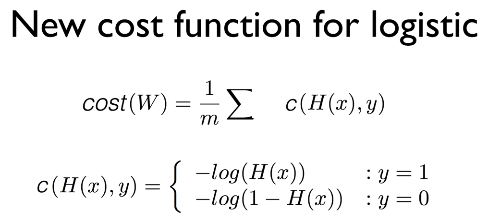 New cost function for logistic
cost(W) = 1/m ∑ c(H(x), y)
c(H(x), y) = { −log(H(x)) : y = 1
−log(1 − H(x)) : y = 0